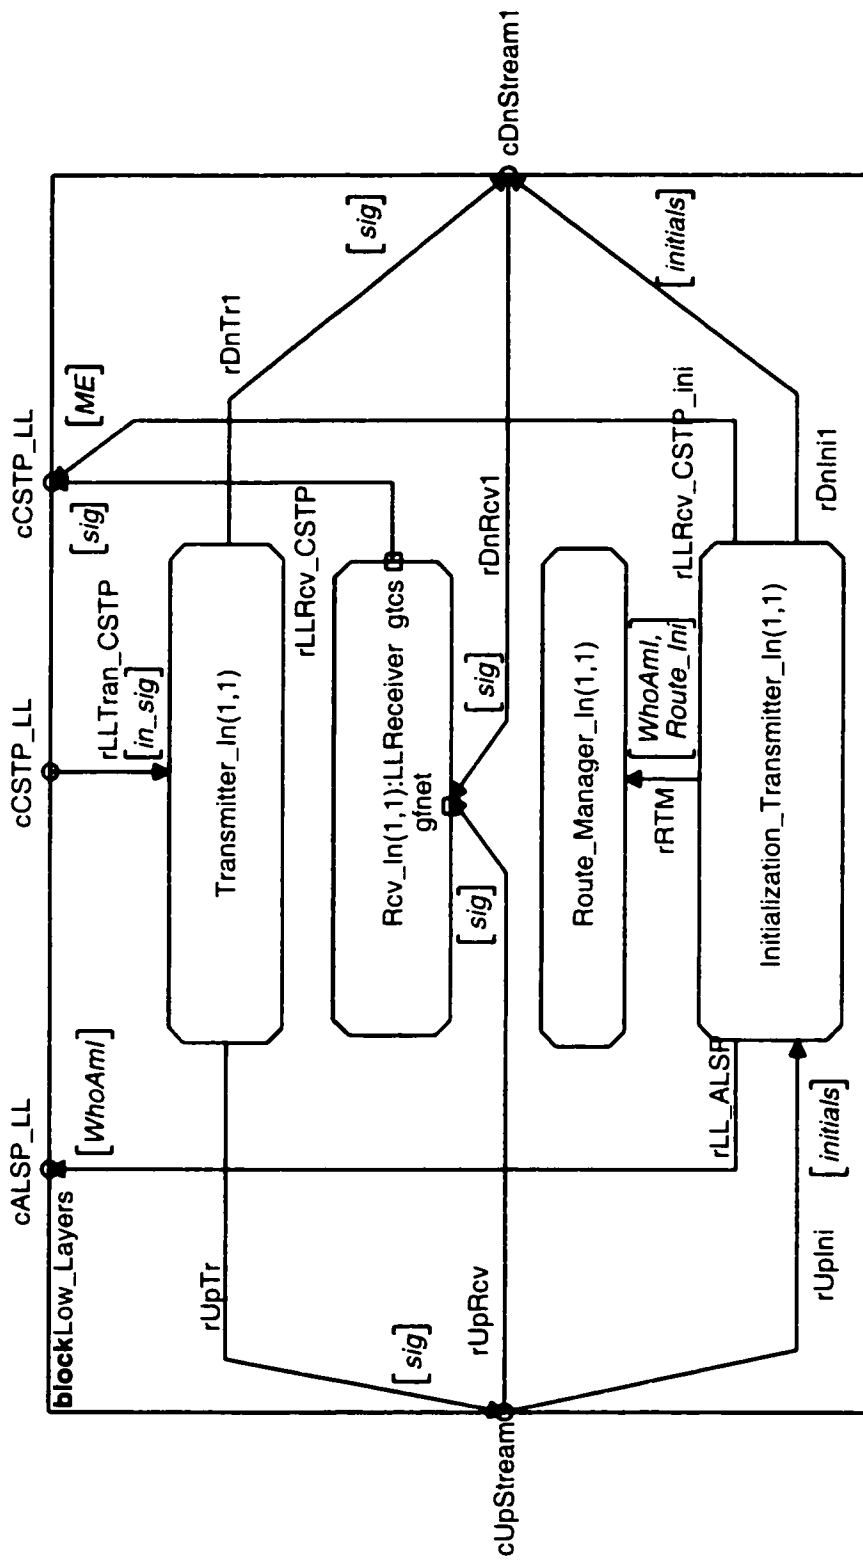 cALSP_LL
cCSTP_LL
cCSTP_LL
blockLow_Layers
[WhoAmI]
rLLTran_CSTP
[in_sig]
[sig]
[ME]
rUpTr
Transmitter_In(1,1)
rDnTr1
[sig]
[sig]
rLLRcv_CSTP
Rcv_In(1,1):LLReceiver gtcs
gfnet
cUpStream
rUpRcv
[sig]
[sig]
rDnRcv1
cDnStream1
Route_Manager_In(1,1)
rRTM
[WhoAmI,
Route_Ini]
rLL_ALSP
rLLRcv_CSTP_ini
[initials]
Initialization_Transmitter_In(1,1)
rUpIni
[initials]
rDnIni1